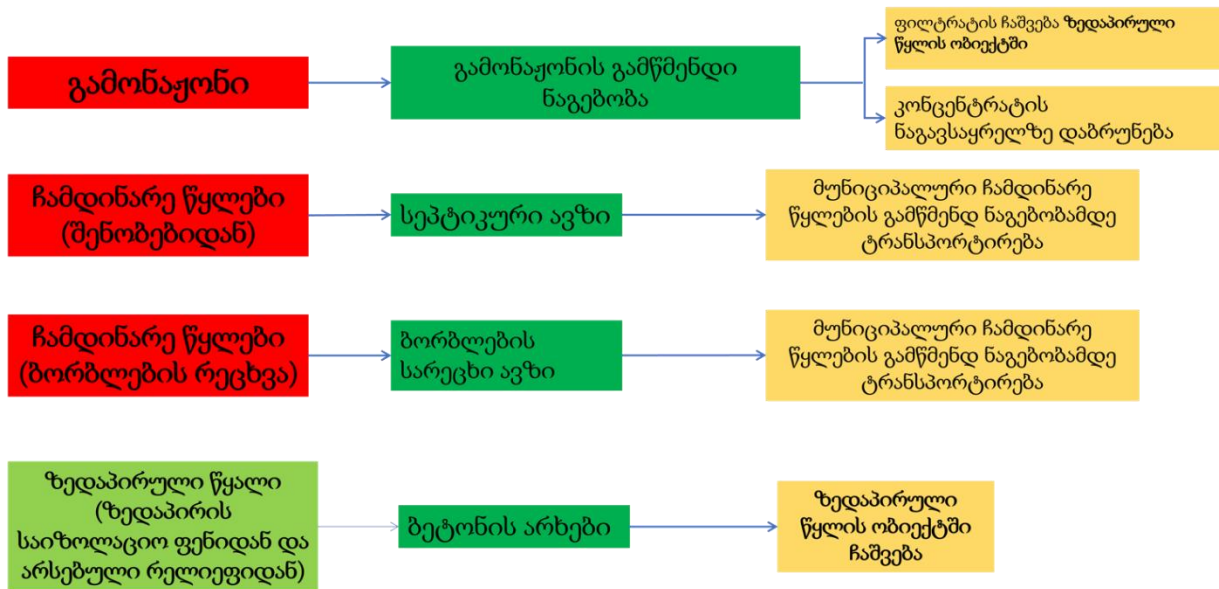 გამონაჟონი
გამონაჟონის გამწმენდი
ნაგებობა
ფილტრატის ჩაშვება ზედაპირული
წყლის ობიექტში
კონცენტრატის
ნაგავსაყრელზე დაბრუნება
ჩამდინარე წყლები
(შენობებიდან)
სეპტიკური ავზი
მუნიციპალური ჩამდინარე
წყლების გამწმენდ ნაგებობამდე
ტრანსპორტირება
ჩამდინარე წყლები
(ბორბლების რეცხვა)
ბორბლების
სარეცხი ავზი
მუნიციპალური ჩამდინარე
წყლების გამწმენდ ნაგებობამდე
ტრანსპორტირება
ზედაპირული წყალი
(ზედაპირის
საიზოლაციო ფენიდან და
არსებული რელიეფიდან)
ბეტონის არხები
ზედაპირული
წყლის ობიექტში
ჩაშვება